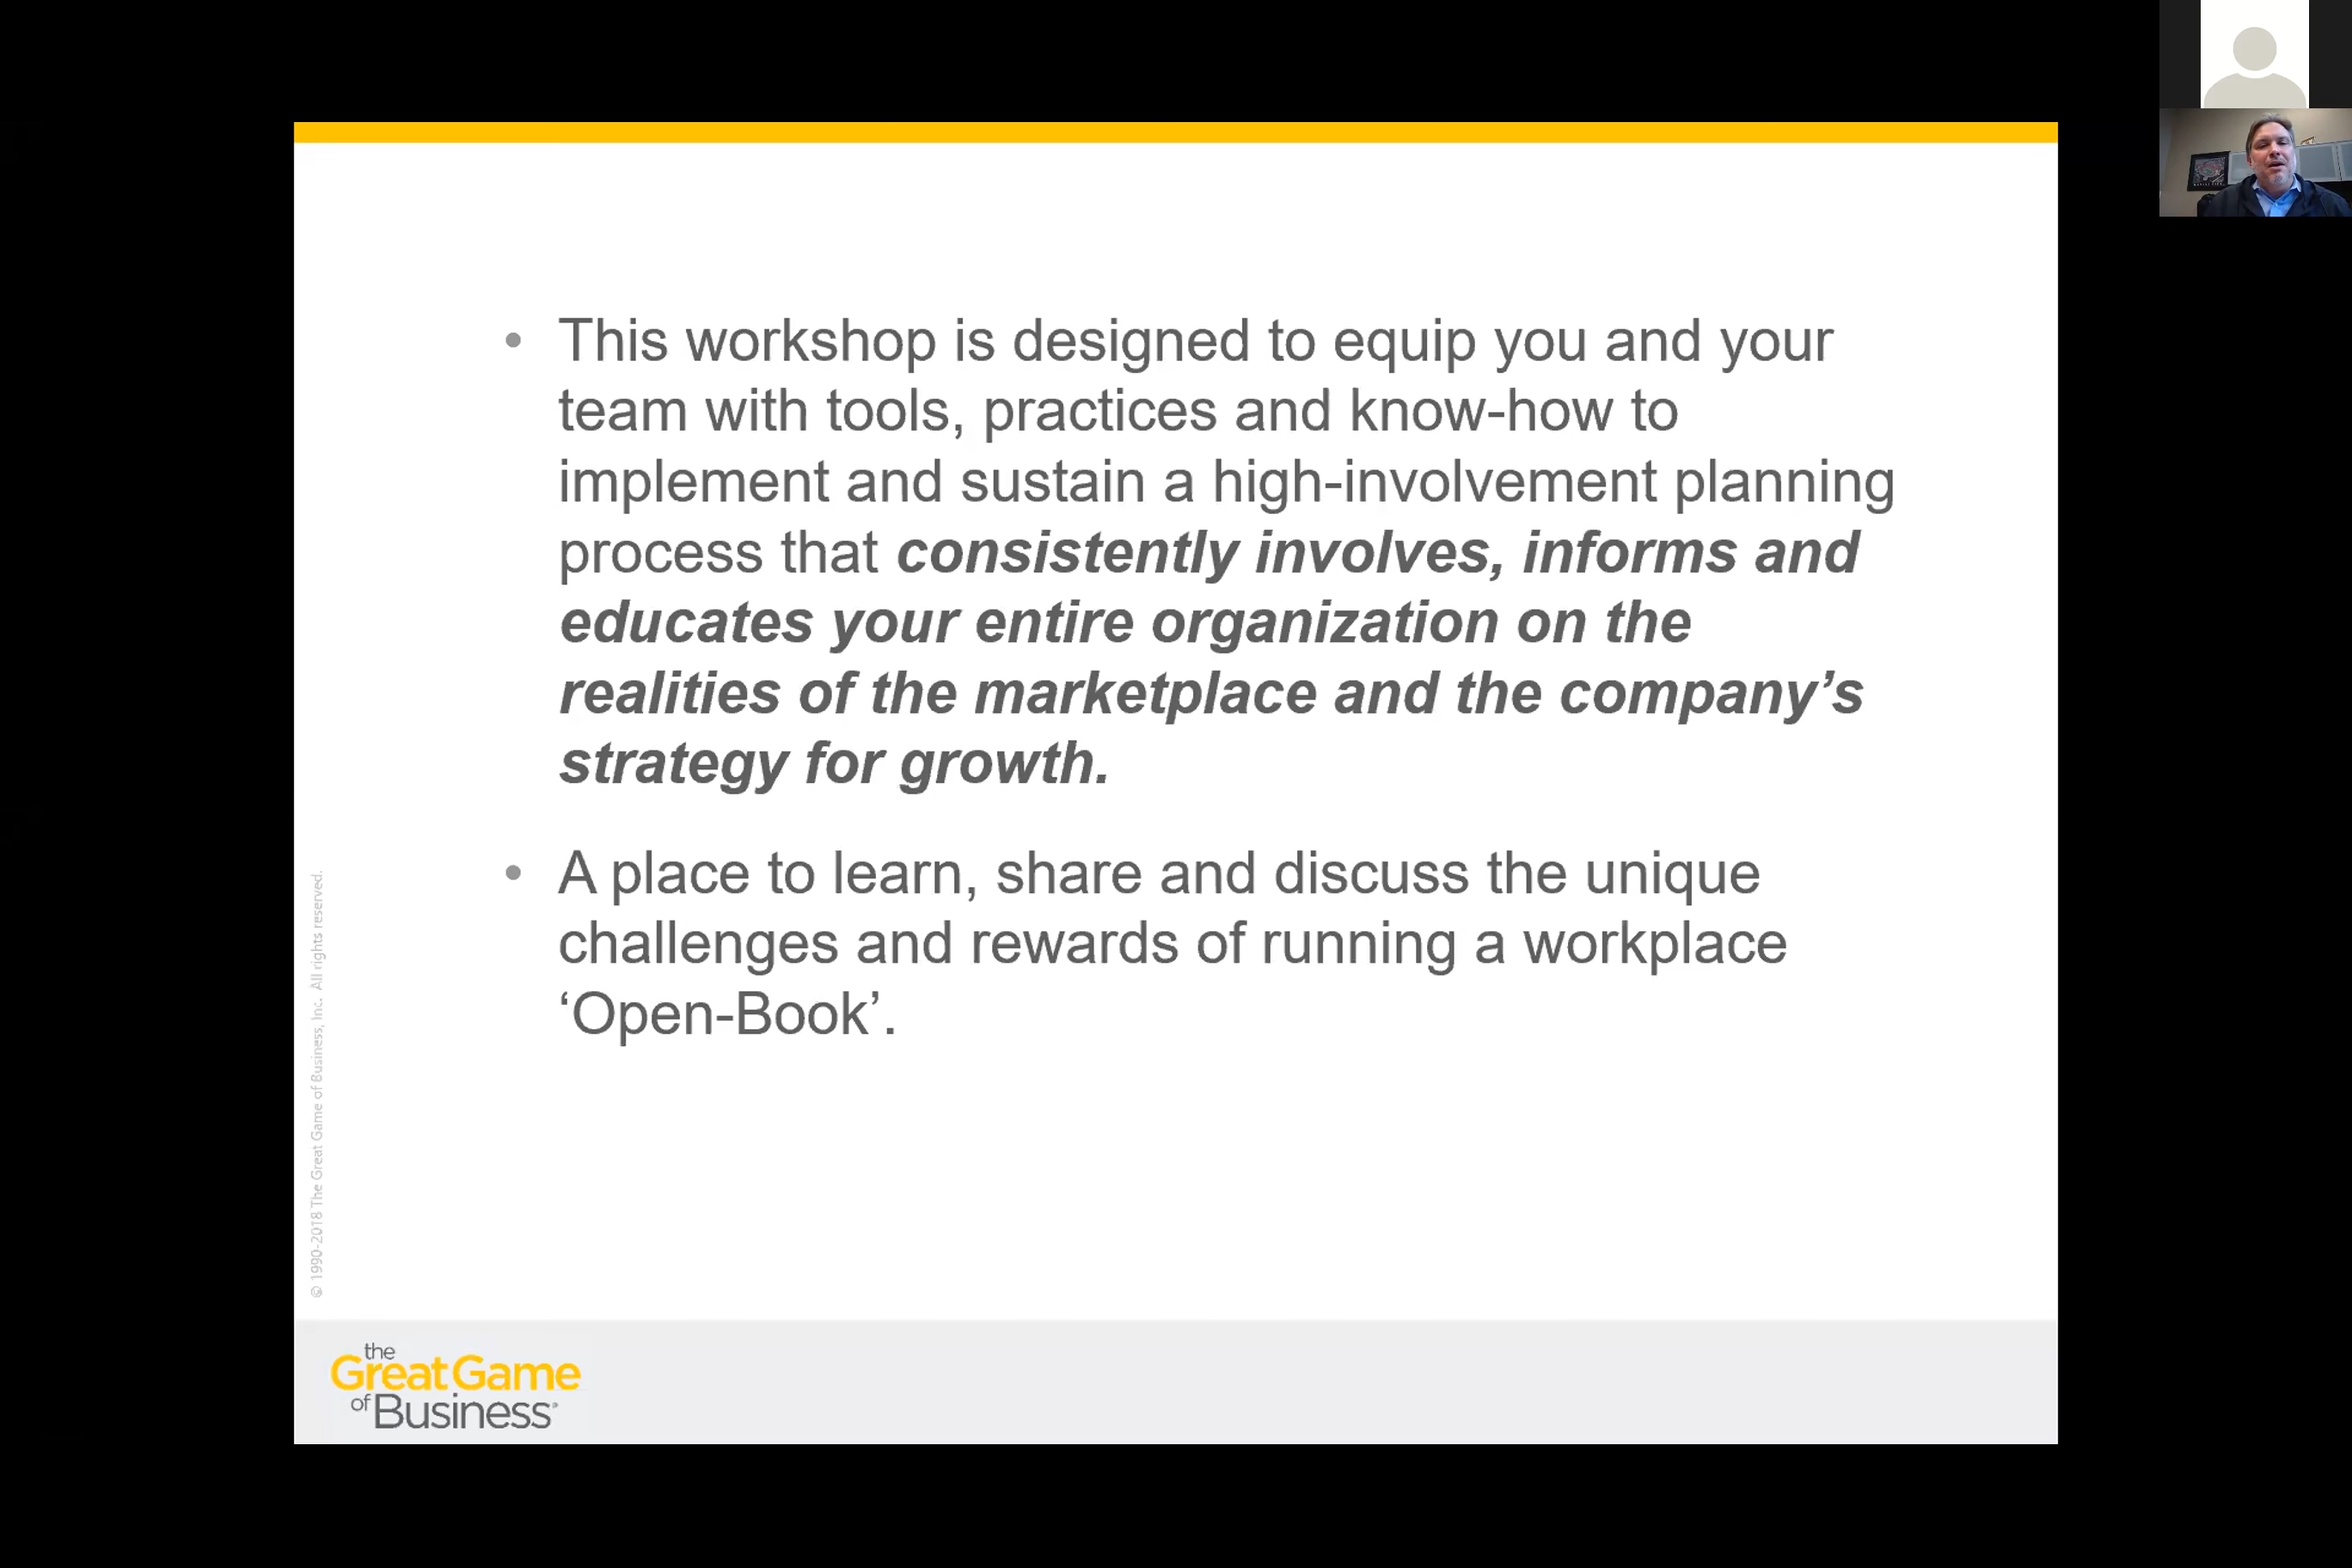 • This workshop is designed to equip you and your
team with tools, practices and know-how to
implement and sustain a high-involvement planning
process that consistently involves, informs and
educates your entire organization on the
realities of the marketplace and the company’s
strategy for growth.
• A place to learn, share and discuss the unique
challenges and rewards of running a workplace
‘Open-Book’.
© 1990-2018 The Great Game of Business, Inc. All rights reserved.
the
Great Game
of Business®